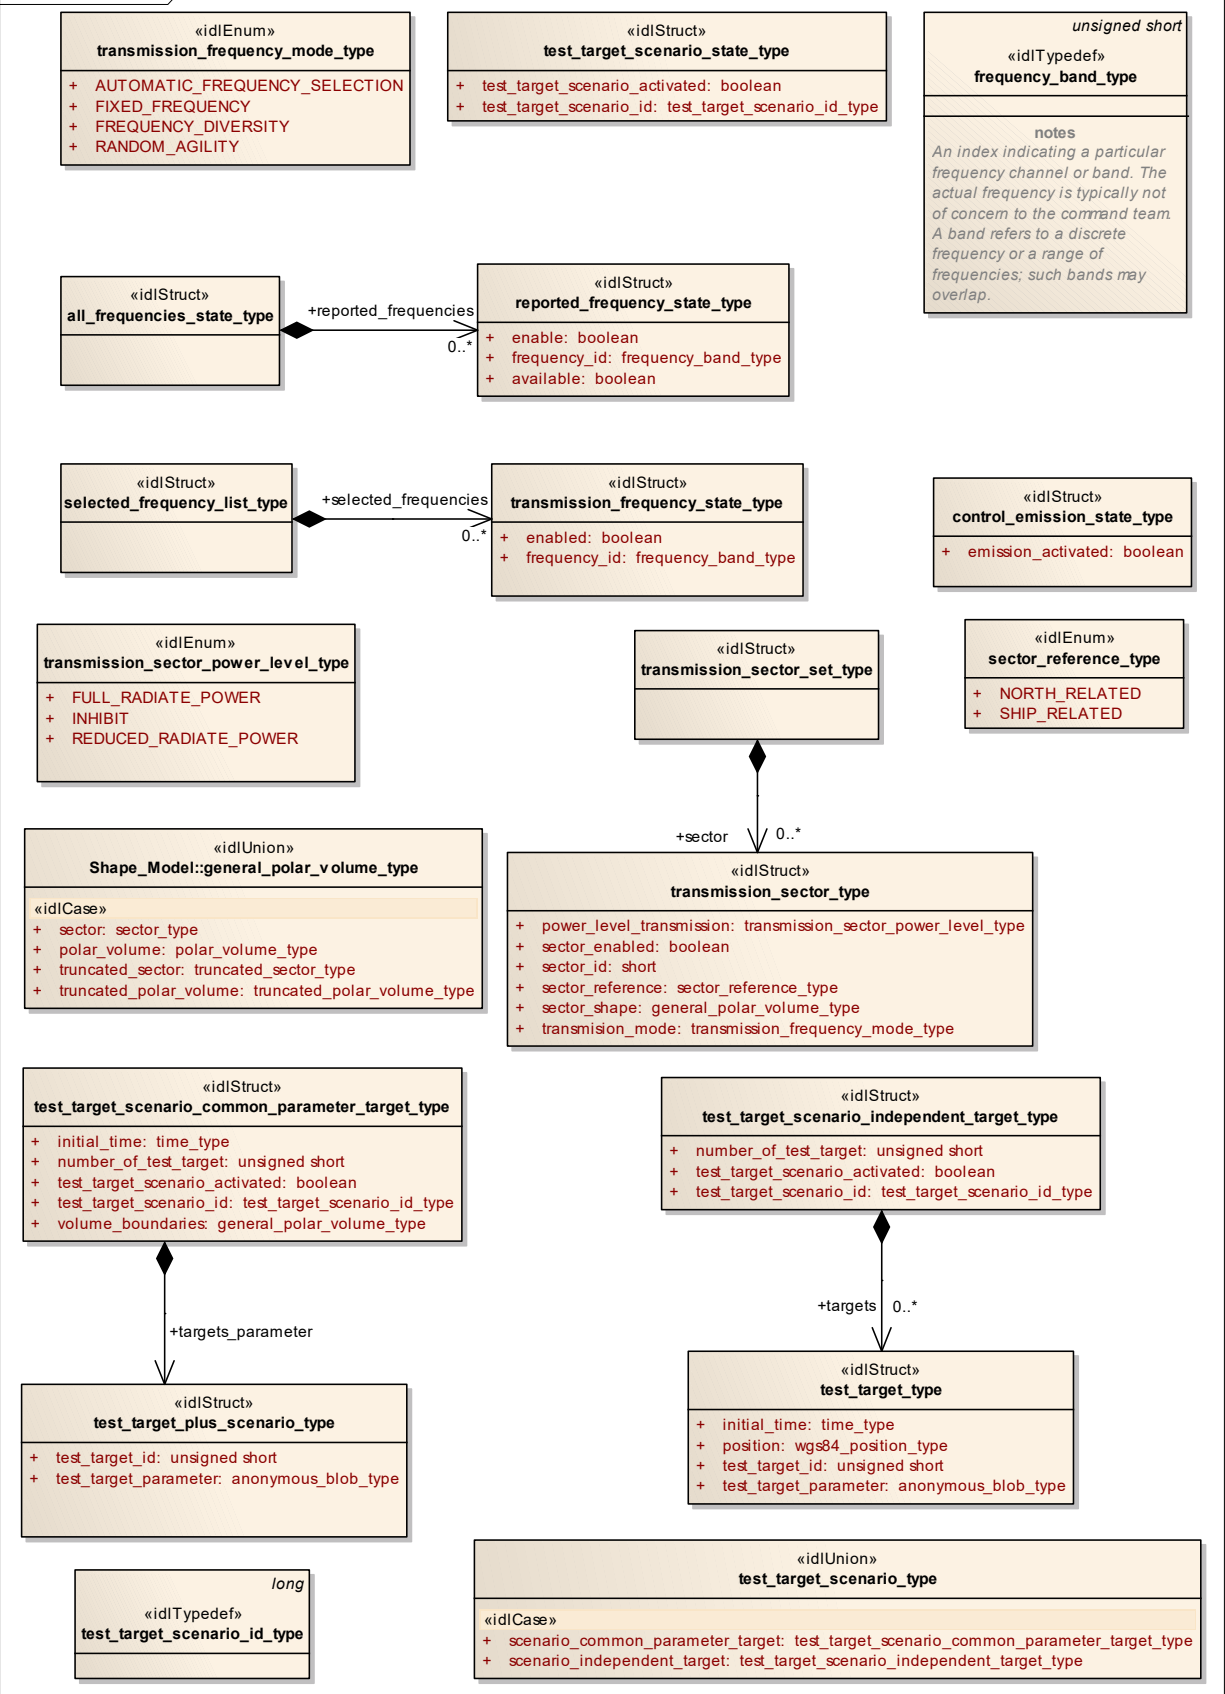 «idlEnum»
transmission_frequency_mode_type
+ AUTOMATIC_FREQUENCY_SELECTION
+ FIXED_FREQUENCY
+ FREQUENCY_DIVERSITY
+ RANDOM_AGILITY
«idlStruct»
test_target_scenario_state_type
+ test_target_scenario_activated: boolean
+ test_target_scenario_id: test_target_scenario_id_type
unsigned short
«idlTypedef»
frequency_band_type
notes
An index indicating a particular
frequency channel or band. The
actual frequency is typically not
of concern to the command team.
A band refers to a discrete
frequency or a range of
frequencies; such bands may
overlap.
«idlStruct»
all_frequencies_state_type
+reported_frequencies
0..*
«idlStruct»
reported_frequency_state_type
+ enable: boolean
+ frequency_id: frequency_band_type
+ available: boolean
«idlStruct»
selected_frequency_list_type
+selected_frequencies
0..*
«idlStruct»
transmission_frequency_state_type
+ enabled: boolean
+ frequency_id: frequency_band_type
«idlStruct»
control_emission_state_type
+ emission_activated: boolean
«idlEnum»
transmission_sector_power_level_type
+ FULL_RADIATE_POWER
+ INHIBIT
+ REDUCED_RADIATE_POWER
«idlStruct»
transmission_sector_set_type
«idlEnum»
sector_reference_type
+ NORTH_RELATED
+ SHIP_RELATED
+sector
0..*
«idlUnion»
Shape_Model::general_polar_volume_type
«idlCase»
+ sector: sector_type
+ polar_volume: polar_volume_type
+ truncated_sector: truncated_sector_type
+ truncated_polar_volume: truncated_polar_volume_type
«idlStruct»
transmission_sector_type
+ power_level_transmission: transmission_sector_power_level_type
+ sector_enabled: boolean
+ sector_id: short
+ sector_reference: sector_reference_type
+ sector_shape: general_polar_volume_type
+ transmision_mode: transmission_frequency_mode_type
«idlStruct»
test_target_scenario_common_parameter_target_type
+ initial_time: time_type
+ number_of_test_target: unsigned short
+ test_target_scenario_activated: boolean
+ test_target_scenario_id: test_target_scenario_id_type
+ volume_boundaries: general_polar_volume_type
«idlStruct»
test_target_scenario_independent_target_type
+ number_of_test_target: unsigned short
+ test_target_scenario_activated: boolean
+ test_target_scenario_id: test_target_scenario_id_type
+targets_parameter
+targets
0..*
«idlStruct»
test_target_plus_scenario_type
+ test_target_id: unsigned short
+ test_target_parameter: anonymous_blob_type
«idlStruct»
test_target_type
+ initial_time: time_type
+ position: wgs84_position_type
+ test_target_id: unsigned short
+ test_target_parameter: anonymous_blob_type
long
«idlTypedef»
test_target_scenario_id_type
«idlUnion»
test_target_scenario_type
«idlCase»
+ scenario_common_parameter_target: test_target_scenario_common_parameter_target_type
+ scenario_independent_target: test_target_scenario_independent_target_type